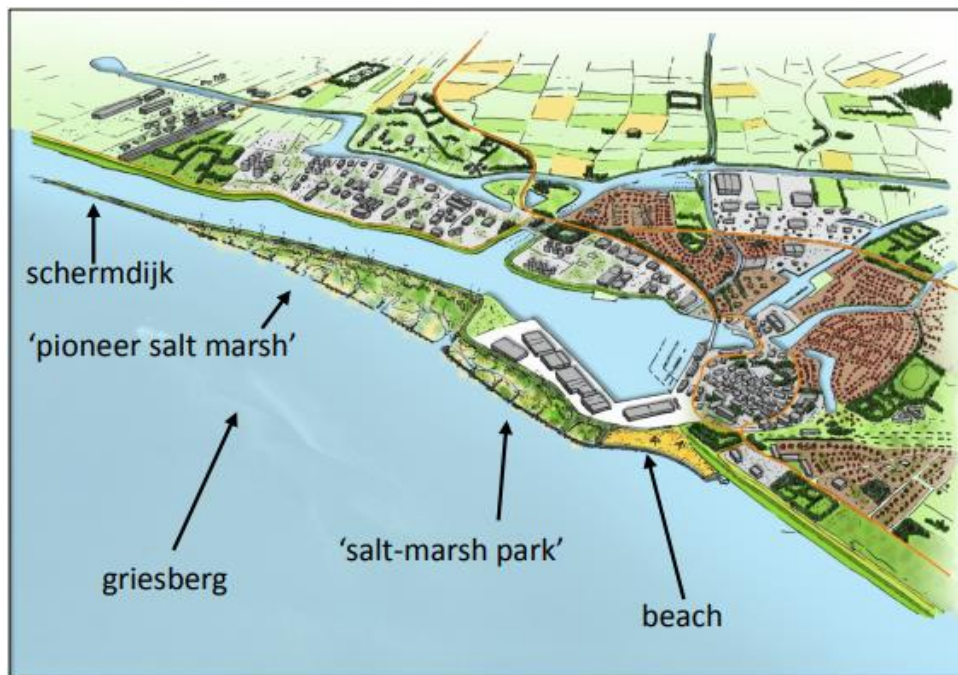 schermdijk
‘pioneer salt marsh’
griesberg
‘salt-marsh park’
beach